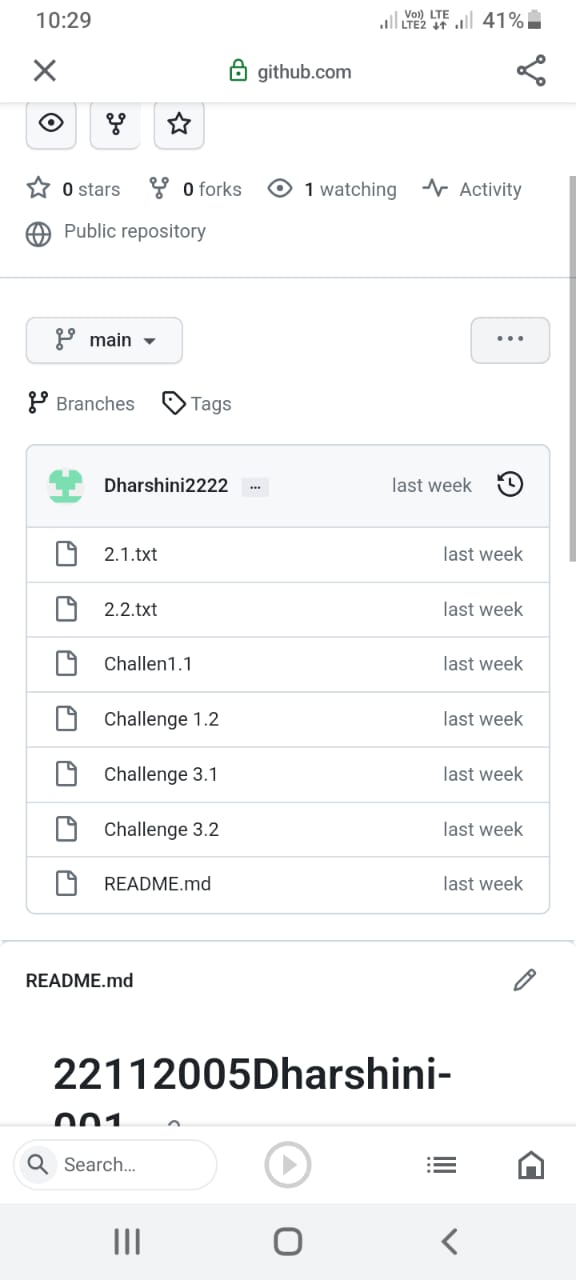 10:29 Vo)) LTE LTE2 41%
github.com
0 stars 0 forks 1 watching Activity
Public repository
main ...
Branches Tags
Dharshini2222 ... last week
2.1.txt last week
2.2.txt last week
Challen1.1 last week
Challenge 1.2 last week
Challenge 3.1 last week
Challenge 3.2 last week
README.md last week
README.md
22112005Dharshini-
001
Search...